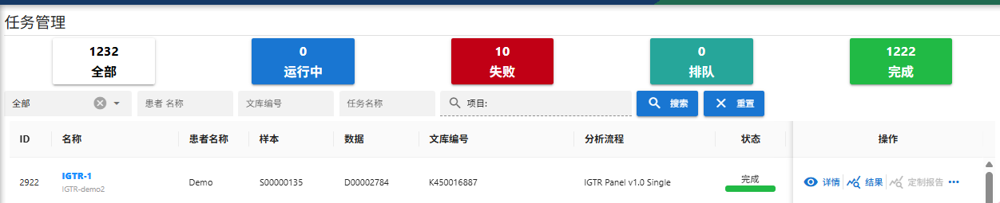 任务管理
1232
全部
0
运行中
10
失败
0
排队
1222
完成
全部 患者 名称 文库编号 任务名称 项目: 搜索 重置
ID 名称 患者名称 样本 数据 文库编号 分析流程 状态 操作
2922 IGTR-1 Demo S00000135 D00002784 K450016887 IGTR Panel v1.0 Single 完成 详情 结果 定制报告
IGTR-demo2